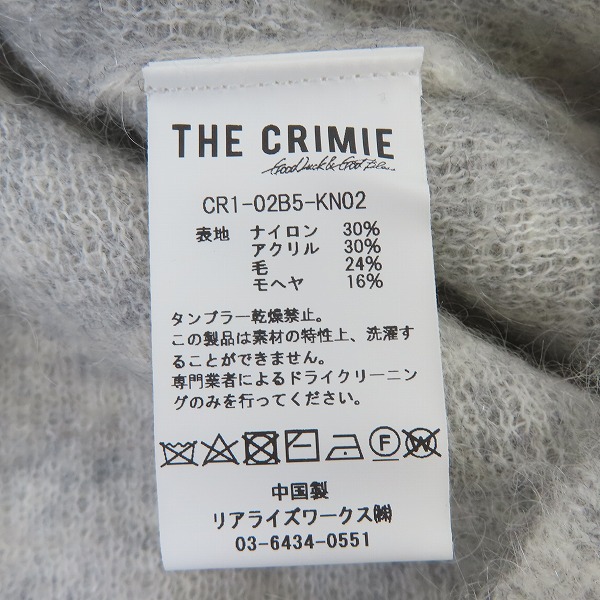 THE CRIMIE
Good Luck & God Bless
CR1-02B5-KN02
表地 ナイロン 30%
アクリル 30%
毛 24%
モヘヤ 16%
タンブラー乾燥禁止。
この製品は素材の特性上、洗濯す
ることができません。
専門業者によるドライクリーニン
グのみを行ってください。
中国製
リアライズワークス㈱
03-6434-0551